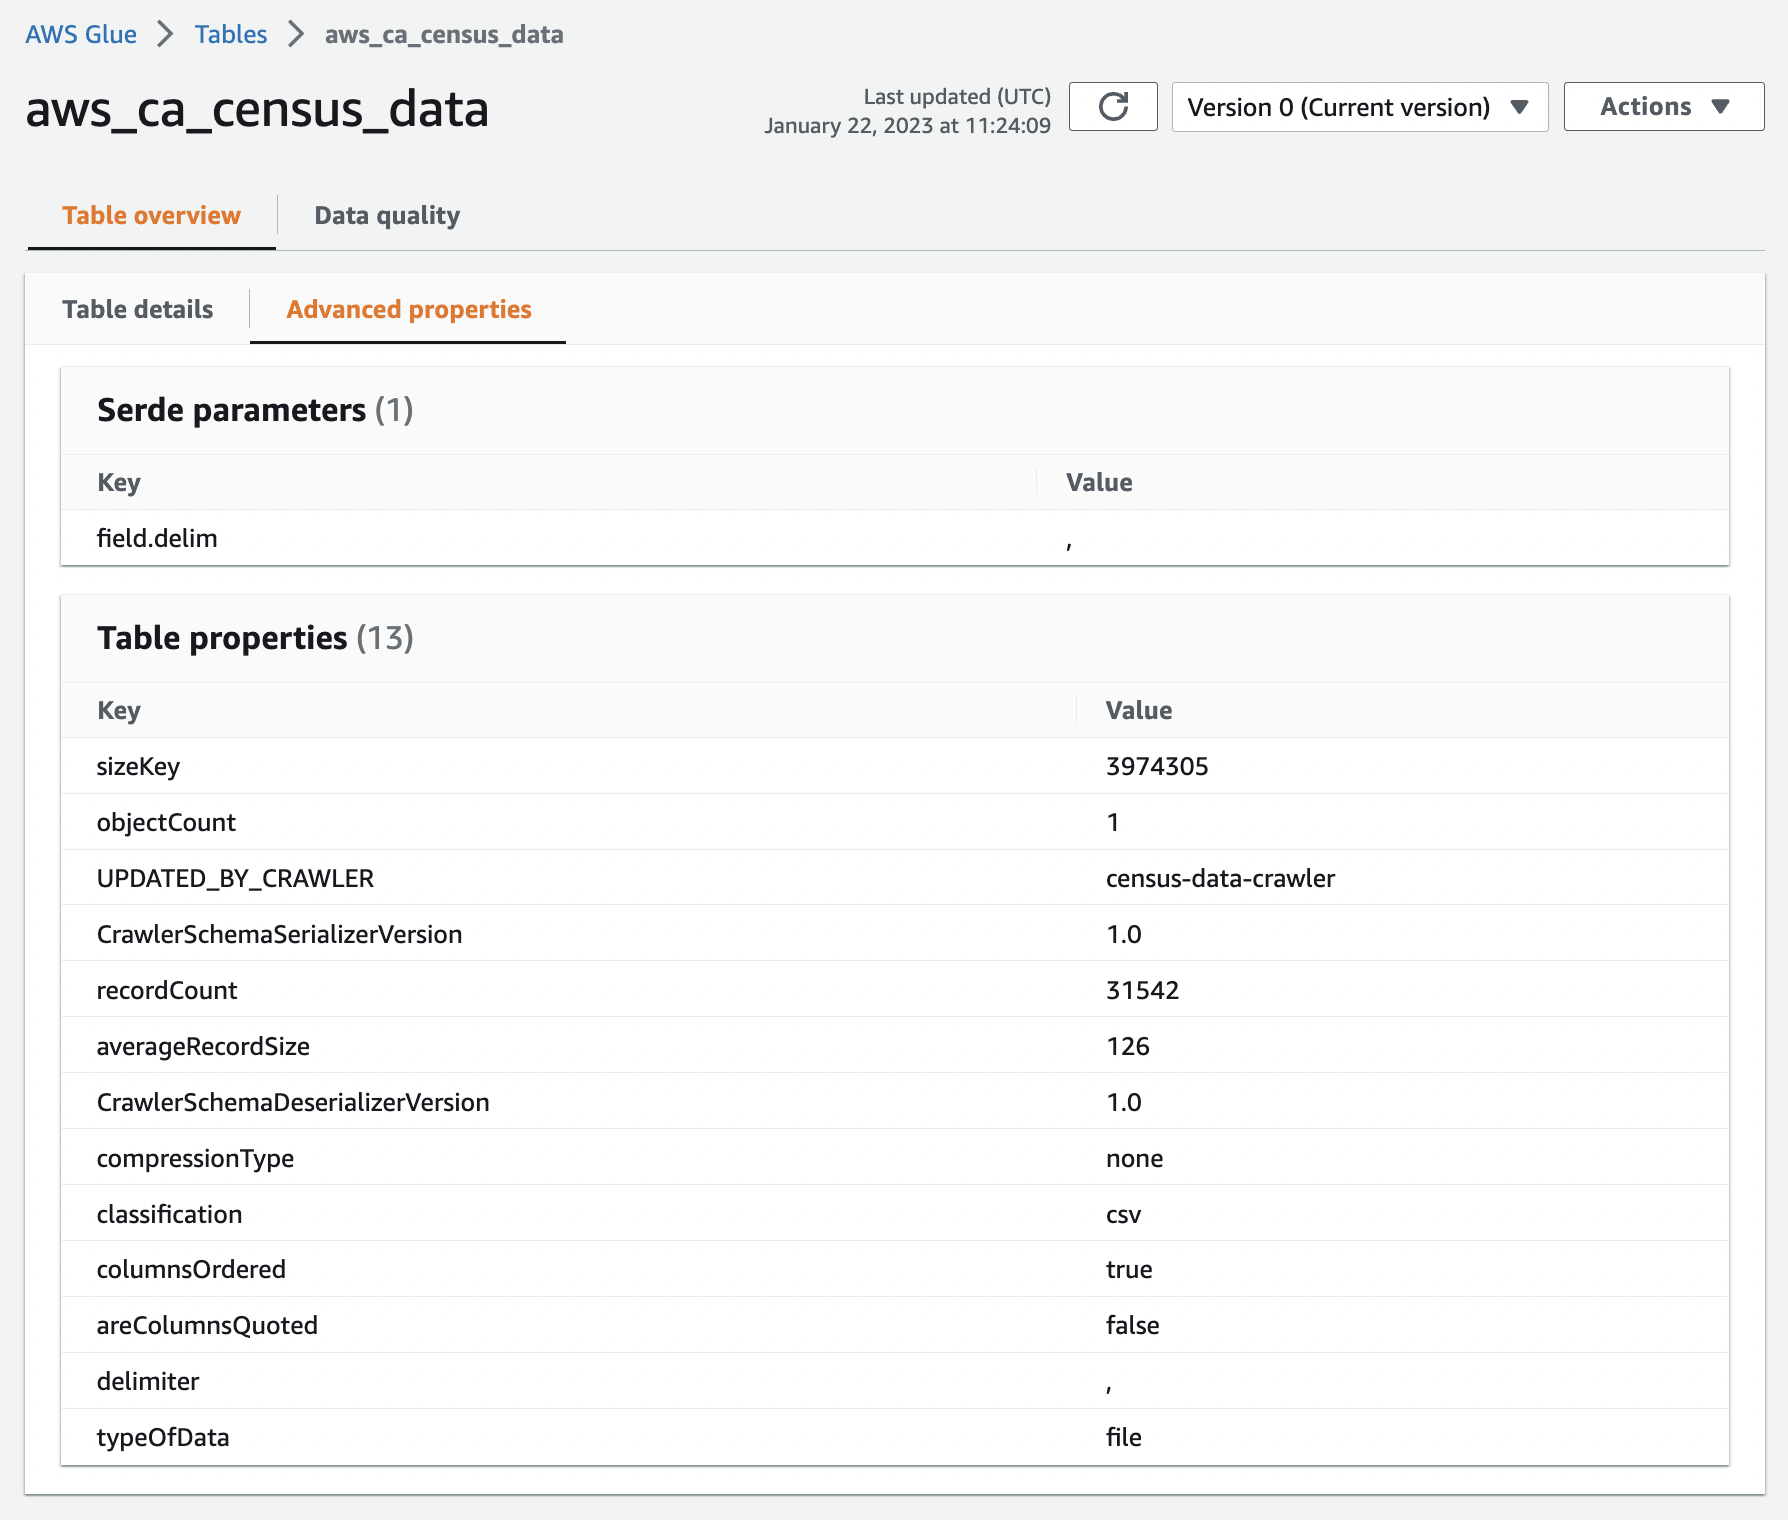 AWS Glue > Tables > aws_ca_census_data
aws_ca_census_data
Last updated (UTC)
January 22, 2023 at 11:24:09
Version 0 (Current version)
Actions
Table overview
Data quality
Table details
Advanced properties
Serde parameters (1)
Key Value
field.delim ,
Table properties (13)
Key Value
sizeKey 3974305
objectCount 1
UPDATED_BY_CRAWLER census-data-crawler
CrawlerSchemaSerializerVersion 1.0
recordCount 31542
averageRecordSize 126
CrawlerSchemaDeserializerVersion 1.0
compressionType none
classification csv
columnsOrdered true
areColumnsQuoted false
delimiter ,
typeOfData file